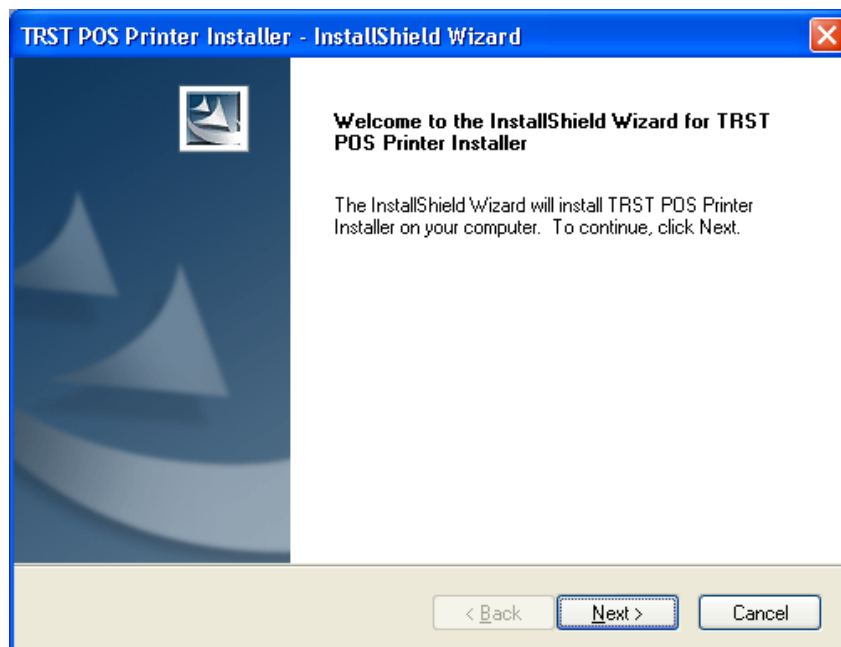 TRST POS Printer Installer - InstallShield Wizard
Welcome to the InstallShield Wizard for TRST
POS Printer Installer
The InstallShield Wizard will install TRST POS Printer
Installer on your computer.  To continue, click Next.
< Back
Next >
Cancel